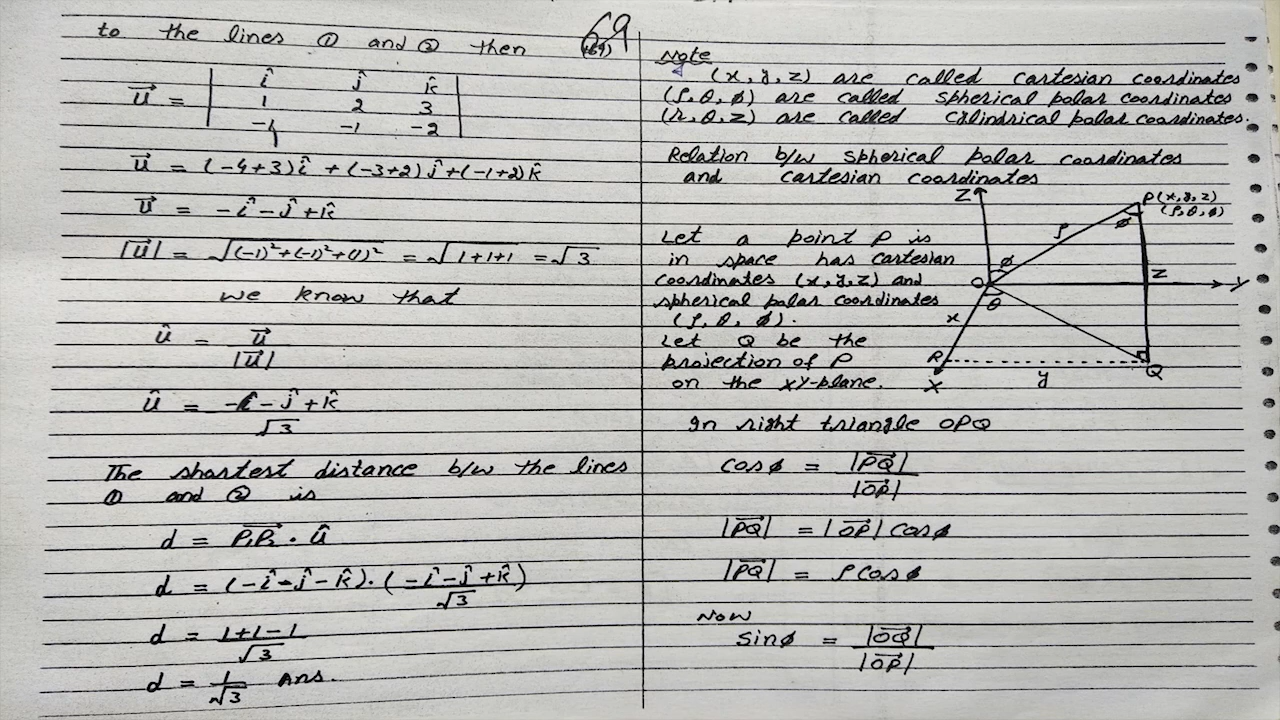 to the lines ① and ② then
69
(69)
u⃗ = | î ĵ k̂ |
1 2 3
-1 -1 -2
u⃗ = (-4+3)î + (-3+2)ĵ + (-1+2)k̂
u⃗ = -î - ĵ + k̂
|u⃗| = √(-1)²+(-1)²+(1)² = √1+1+1 = √3
we know that
û = u⃗ / |u⃗|
û = -î - ĵ + k̂ / √3
The shortest distance b/w the lines
① and ② is
d = P₁P₂ · û
d = (-î - ĵ - k̂) · (-î - ĵ + k̂ / √3)
d = 1+1-1 / √3
d = 1/√3 Ans.
Note
(x, y, z) are called cartesian coordinates
(ρ, θ, φ) are called spherical polar coordinates
(r, θ, z) are called cylindrical polar coordinates.
Relation b/w spherical polar coordinates
and cartesian coordinates
Let a point P is
in space has cartesian
coordinates (x, y, z) and
spherical polar coordinates
(ρ, θ, φ).
Let Q be the
projection of P
on the xy-plane.
Z
P(x, y, z)
(ρ, θ, φ)
φ
ρ
φ
O
θ
z
Y
x
R
X
y
Q
In right triangle OPQ
cosφ = |PQ| / |OP|
|PQ| = |OP| cosφ
|PQ| = ρ cosφ
Now
sinφ = |OQ| / |OP|